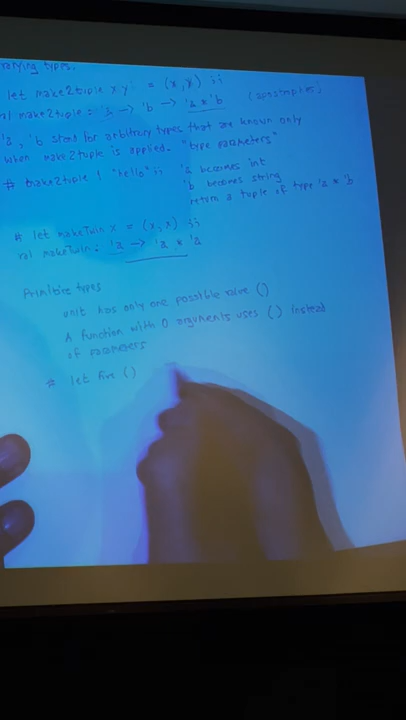 rarying types.
let make2tuple x y = (x, y) ;;
val make2tuple : 'a -> 'b -> 'a * 'b (apostrophes)
'a, 'b stand for arbitrary types that are known only
when make2tuple is applied. "type parameters"
# make2tuple 1 "hello" ;; 'a becomes int
'b becomes string
return a tuple of type 'a * 'b
# let makeTwin x = (x, x) ;;
val makeTwin : 'a -> 'a * 'a
Primitive types
unit has only one possible value ()
A function with 0 arguments uses () instead
of parameters
# let five ()